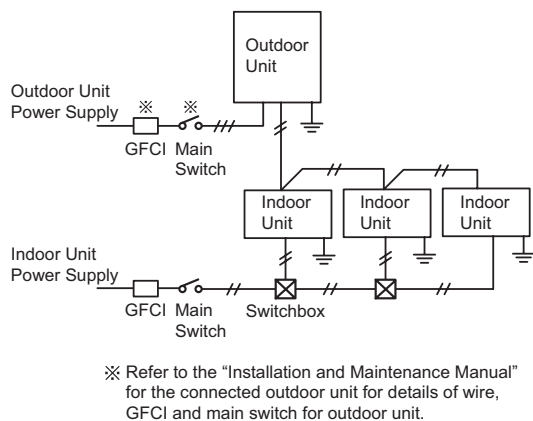 Outdoor
Unit
Outdoor Unit
Power Supply
※
※
GFCI
Main
Switch
Indoor
Unit
Indoor
Unit
Indoor
Unit
Indoor Unit
Power Supply
GFCI
Main
Switch
Switchbox
※ Refer to the “Installation and Maintenance Manual”
for the connected outdoor unit for details of wire,
GFCI and main switch for outdoor unit.